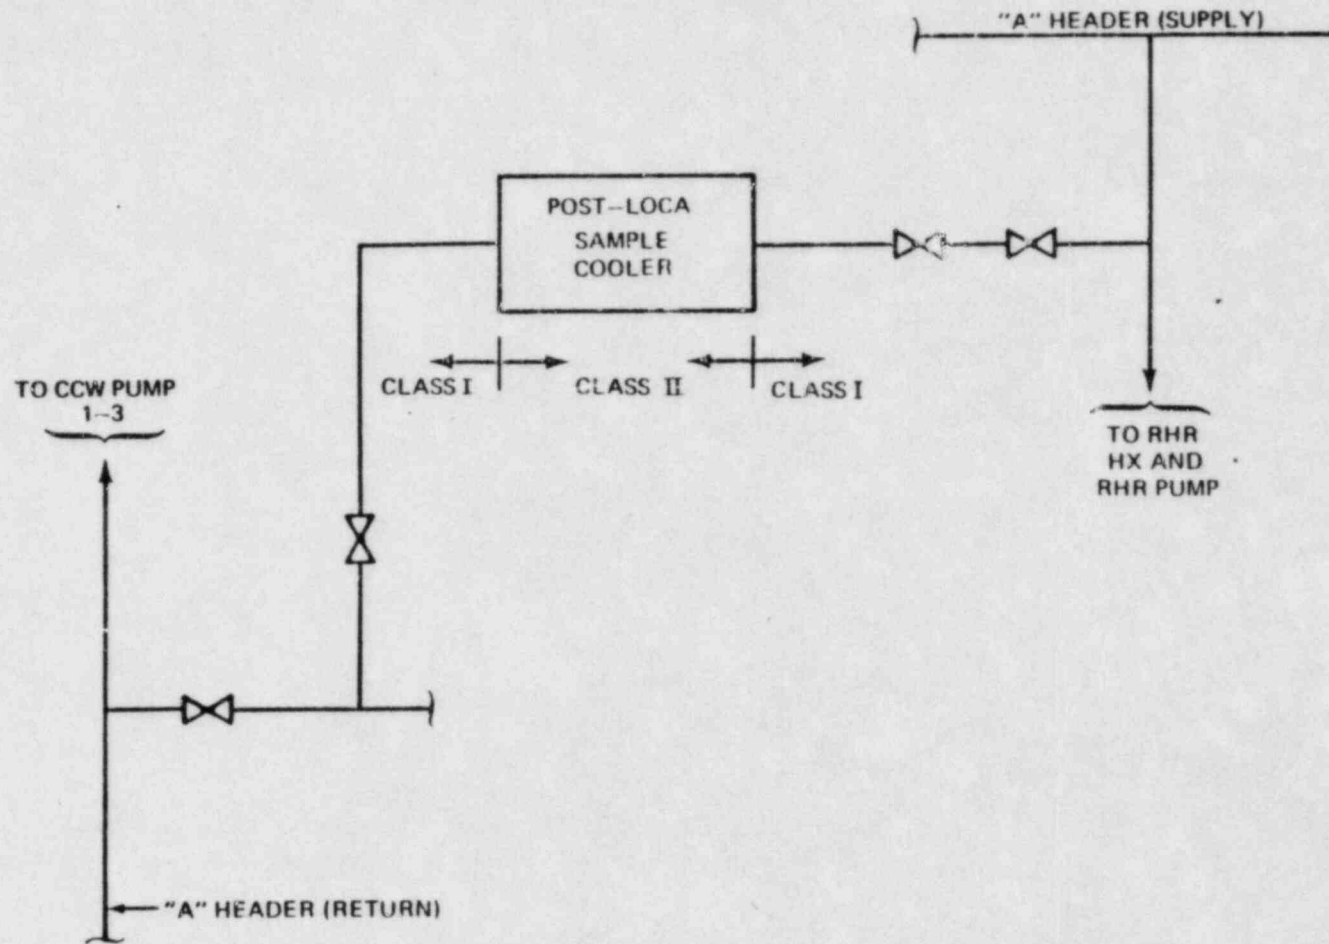 "A" HEADER (SUPPLY)
POST-LOCA
SAMPLE
COOLER
CLASS I
CLASS II
CLASS I
TO CCW PUMP
1-3
TO RHR
HX AND
RHR PUMP
"A" HEADER (RETURN)